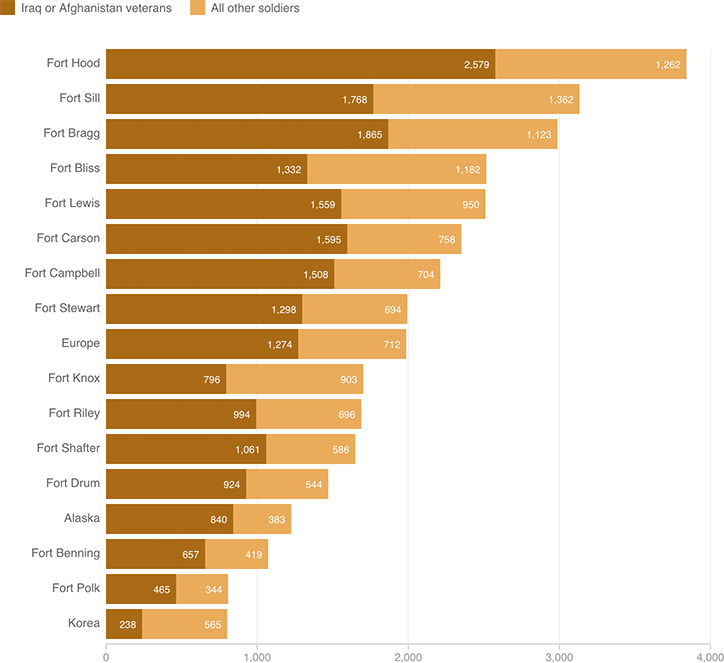 Iraq or Afghanistan veterans All other soldiers
Fort Hood 2,579 1,262
Fort Sill 1,768 1,362
Fort Bragg 1,865 1,123
Fort Bliss 1,332 1,182
Fort Lewis 1,559 950
Fort Carson 1,595 758
Fort Campbell 1,508 704
Fort Stewart 1,298 694
Europe 1,274 712
Fort Knox 796 903
Fort Riley 994 696
Fort Shafter 1,061 586
Fort Drum 924 544
Alaska 840 383
Fort Benning 657 419
Fort Polk 465 344
Korea 238 565
0 1,000 2,000 3,000 4,000